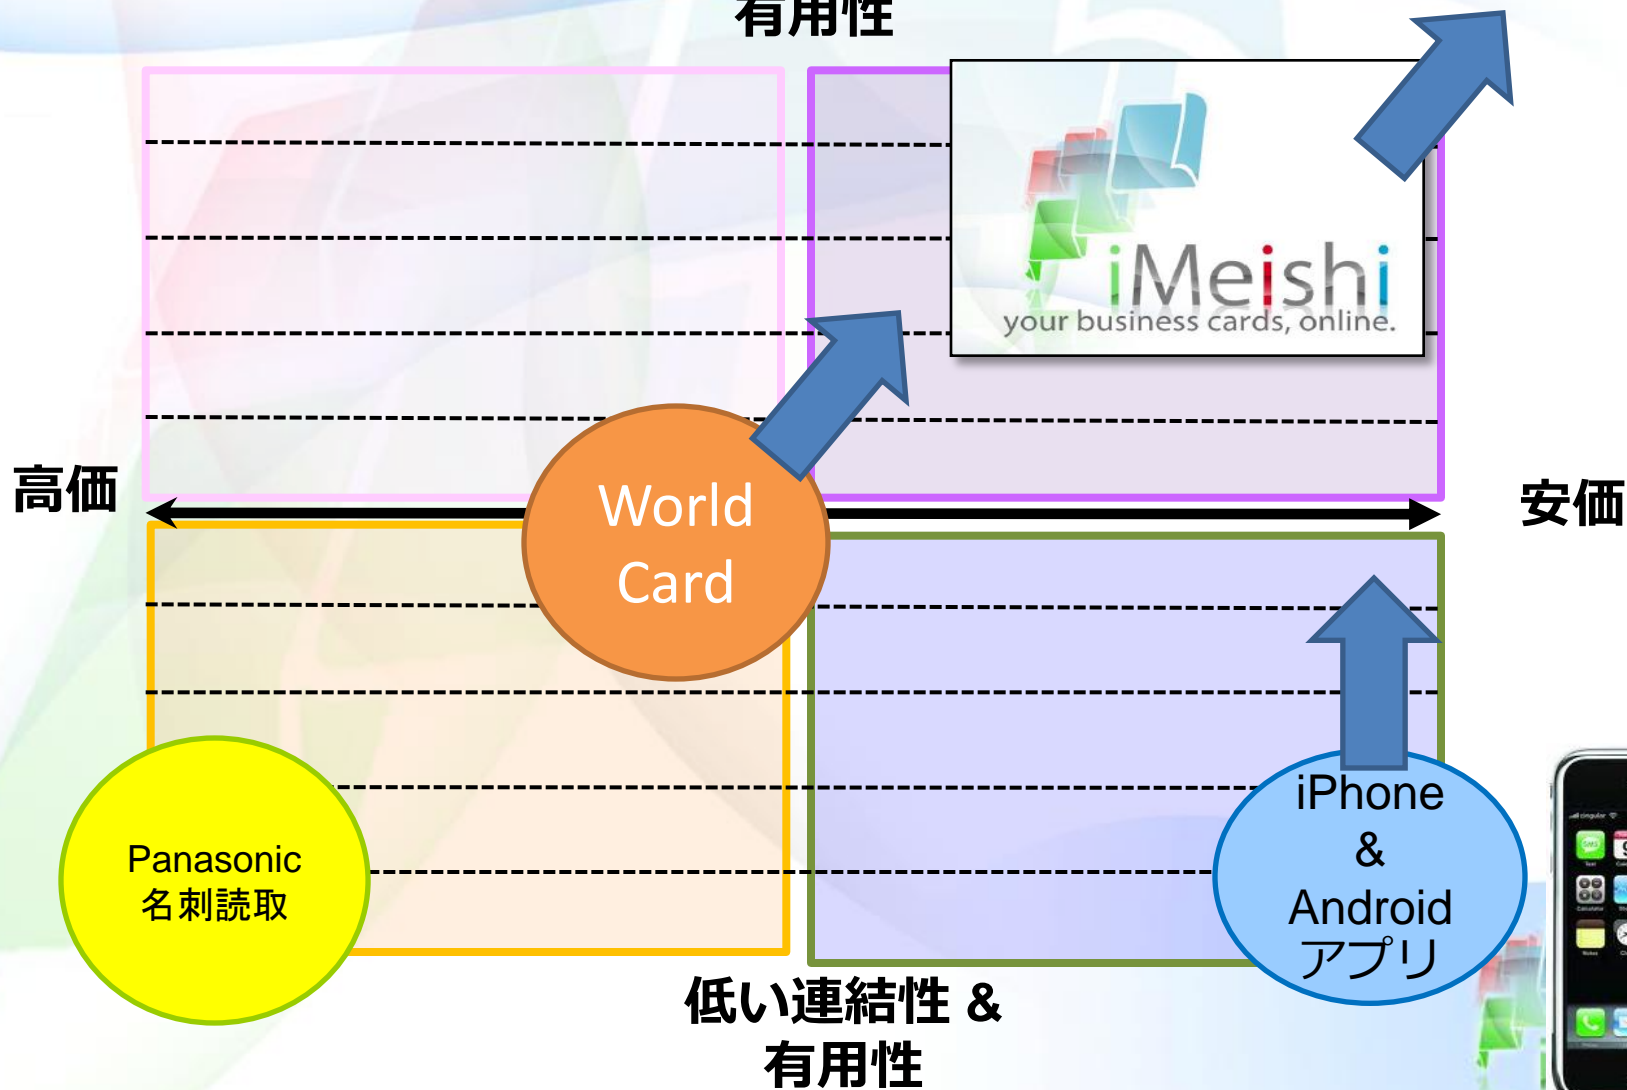 有用性
iMeishi
your business cards, online.
高価
安価
World
Card
Panasonic
名刺読取
iPhone
&
Android
アプリ
低い連結性 &
有用性